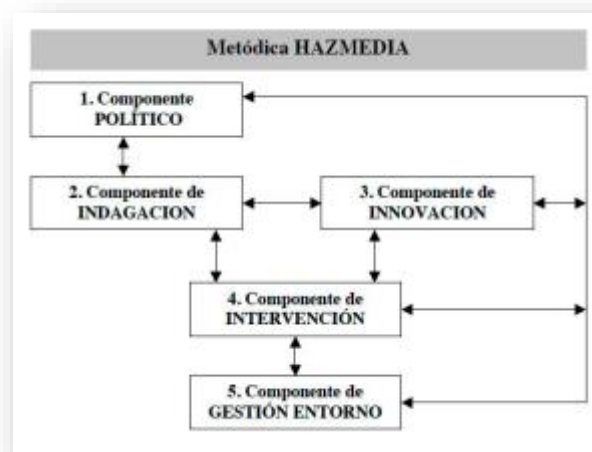 Metódica HAZMEDIA
1. Componente
POLÍTICO
2. Componente de
INDAGACION
3. Componente de
INNOVACION
4. Componente de
INTERVENCIÓN
5. Componente de
GESTIÓN ENTORNO